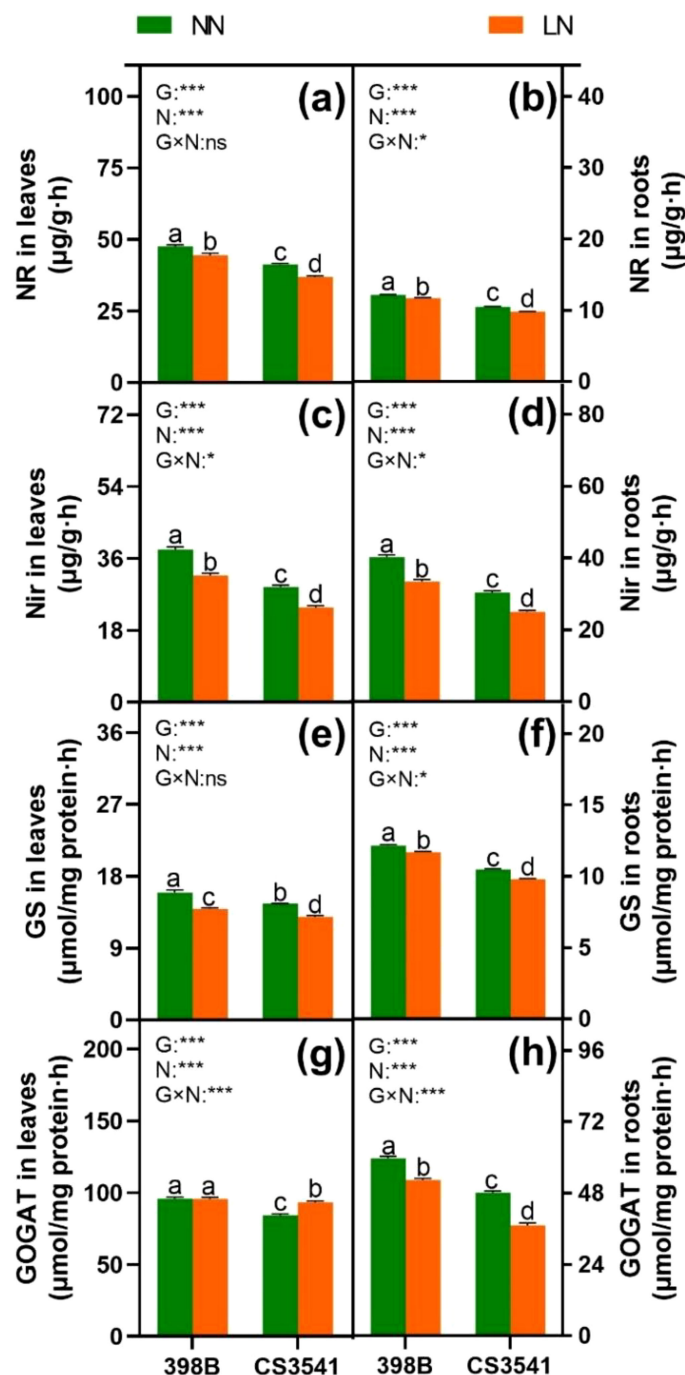 NN LN
NR in leaves
(µg/g·h)
100
75
50
25
0
G:***
N:***
G×N:ns
(a)
a b c d
G:***
N:***
G×N:*
(b)
a b c d
40
30
20
10
0
NR in roots
(µg/g·h)
Nir in leaves
(µg/g·h)
72
54
36
18
0
G:***
N:***
G×N:*
(c)
a b c d
G:***
N:***
G×N:*
(d)
a b c d
80
60
40
20
0
Nir in roots
(µg/g·h)
GS in leaves
(µmol/mg protein·h)
36
27
18
9
0
G:***
N:***
G×N:ns
(e)
a c b d
G:***
N:***
G×N:*
(f)
a b c d
20
15
10
5
0
GS in roots
(µmol/mg protein·h)
GOGAT in leaves
(µmol/mg protein·h)
200
150
100
50
0
G:***
N:***
G×N:***
(g)
a a c b
G:***
N:***
G×N:***
(h)
a b c d
96
72
48
24
0
GOGAT in roots
(µmol/mg protein·h)
398B CS3541 398B CS3541